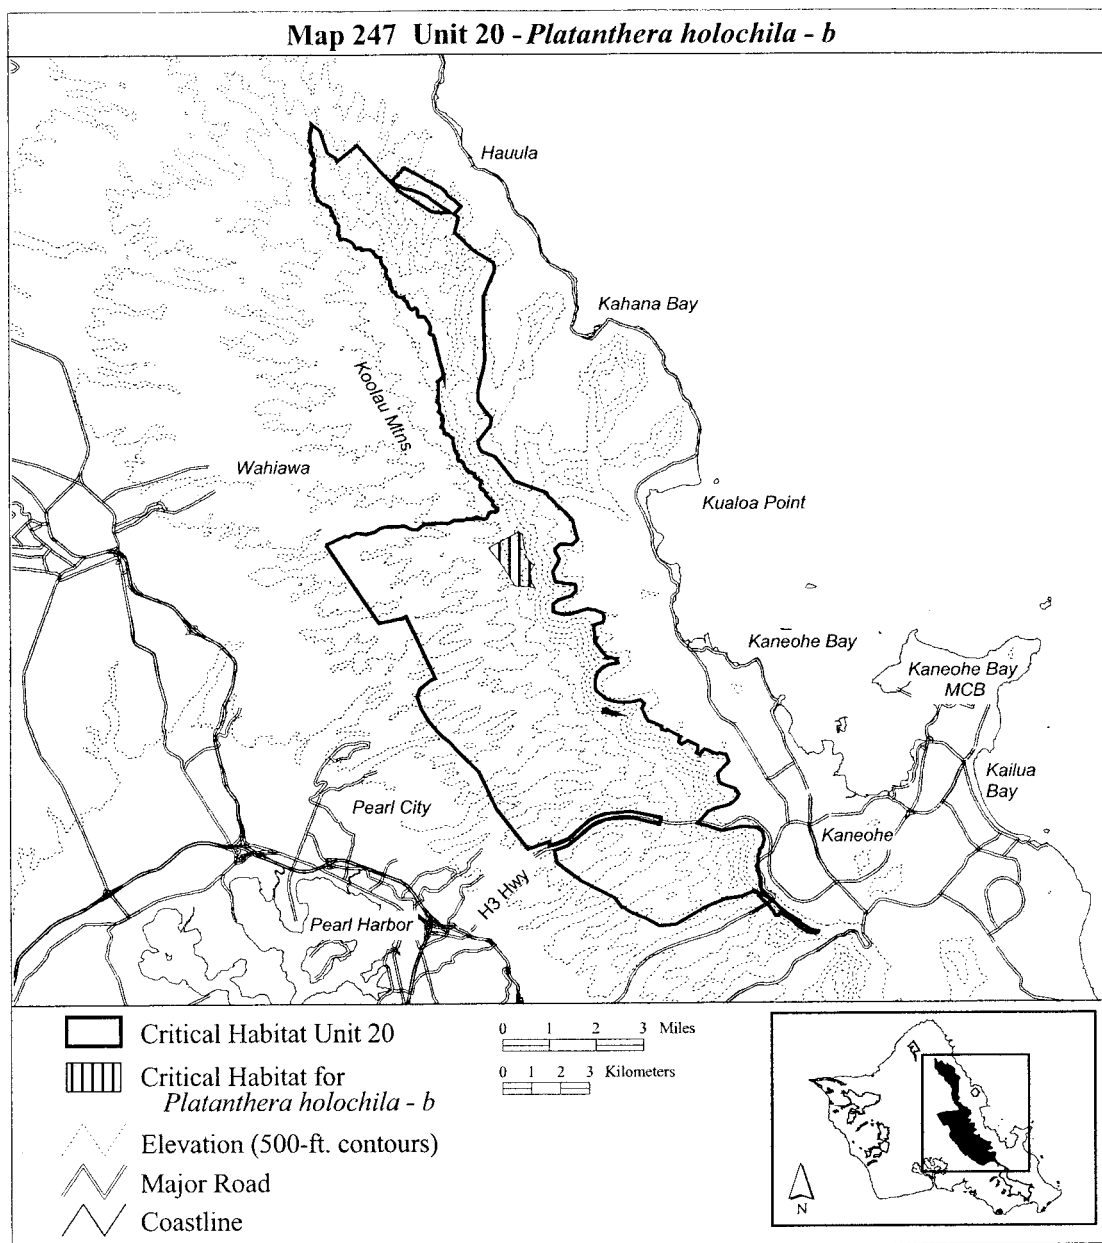 Map 247 Unit 20 - Platanthera holochila - b
Hauula
Kahana Bay
Koolau Mtns
Wahiawa
Kualoa Point
Kaneohe Bay
Kaneohe Bay
MCB
Kailua
Bay
Pearl City
Kaneohe
H3 Hwy
Pearl Harbor
Critical Habitat Unit 20
Critical Habitat for
Platanthera holochila - b
Elevation (500-ft. contours)
Major Road
Coastline
0 1 2 3 Miles
0 1 2 3 Kilometers
N